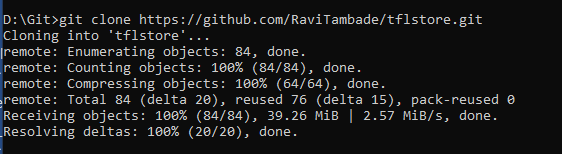 D:\Git>git clone https://github.com/RaviTambade/tflstore.git
Cloning into 'tflstore'...
remote: Enumerating objects: 84, done.
remote: Counting objects: 100% (84/84), done.
remote: Compressing objects: 100% (64/64), done.
remote: Total 84 (delta 20), reused 76 (delta 15), pack-reused 0
Receiving objects: 100% (84/84), 39.26 MiB | 2.57 MiB/s, done.
Resolving deltas: 100% (20/20), done.